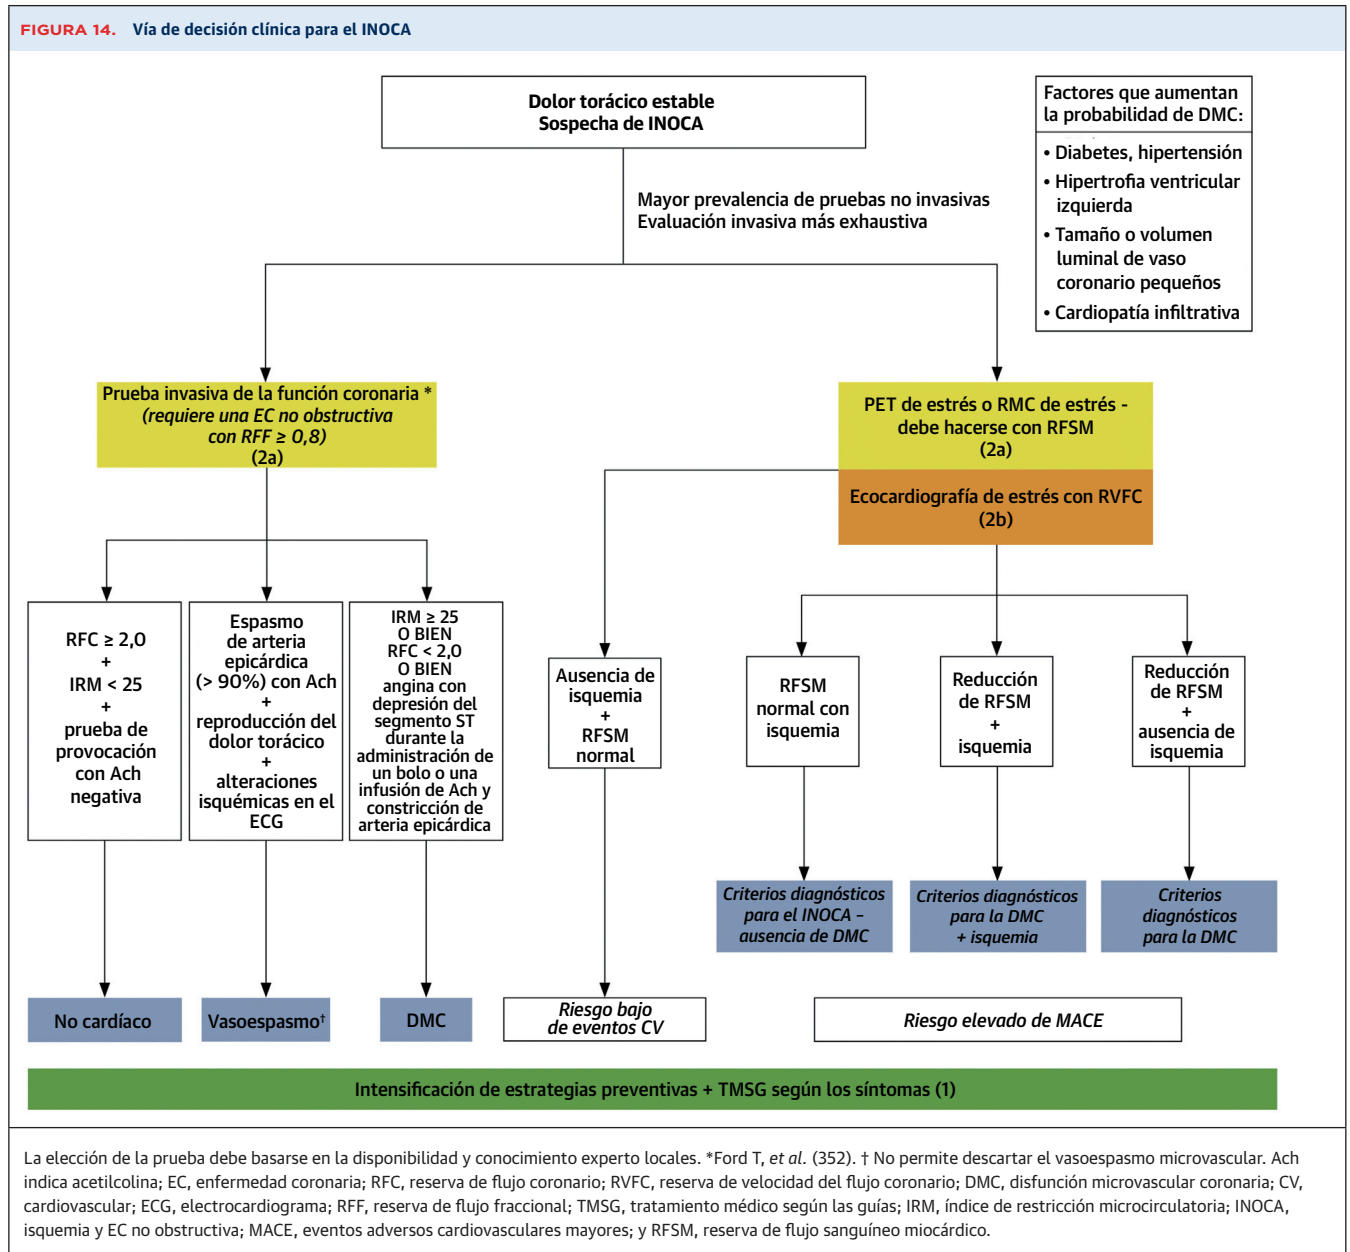 FIGURA 14. Vía de decisión clínica para el INOCA
Dolor torácico estable
Sospecha de INOCA
Factores que aumentan
la probabilidad de DMC:
• Diabetes, hipertensión
• Hipertrofia ventricular
izquierda
• Tamaño o volumen
luminal de vaso
coronario pequeños
• Cardiopatía infiltrativa
Mayor prevalencia de pruebas no invasivas
Evaluación invasiva más exhaustiva
Prueba invasiva de la función coronaria *
(requiere una EC no obstructiva
con RFF ≥ 0,8)
(2a)
PET de estrés o RMC de estrés -
debe hacerse con RFSM
(2a)
Ecocardiografía de estrés con RVFC
(2b)
RFC ≥ 2,0
+
IRM < 25
+
prueba de
provocación
con Ach
negativa
Espasmo
de arteria
epicárdica
(> 90%) con Ach
+
reproducción del
dolor torácico
+
alteraciones
isquémicas en el
ECG
IRM ≥ 25
O BIEN
RFC < 2,0
O BIEN
angina con
depresión del
segmento ST
durante la
administración de
un bolo o una
infusión de Ach y
constricción de
arteria epicárdica
Ausencia de
isquemia
+
RFSM
normal
RFSM
normal con
isquemia
Reducción
de RFSM
+
isquemia
Reducción
de RFSM
+
ausencia de
isquemia
Criterios diagnósticos
para el INOCA –
ausencia de DMC
Criterios diagnósticos
para la DMC
+ isquemia
Criterios
diagnósticos
para la DMC
No cardíaco
Vasoespasmo†
DMC
Riesgo bajo
de eventos CV
Riesgo elevado de MACE
Intensificación de estrategias preventivas + TMSG según los síntomas (1)
La elección de la prueba debe basarse en la disponibilidad y conocimiento experto locales. *Ford T, et al. (352). † No permite descartar el vasoespasmo microvascular. Ach
indica acetilcolina; EC, enfermedad coronaria; RFC, reserva de flujo coronario; RVFC, reserva de velocidad del flujo coronario; DMC, disfunción microvascular coronaria; CV,
cardiovascular; ECG, electrocardiograma; RFF, reserva de flujo fraccional; TMSG, tratamiento médico según las guías; IRM, índice de restricción microcirculatoria; INOCA,
isquemia y EC no obstructiva; MACE, eventos adversos cardiovasculares mayores; y RFSM, reserva de flujo sanguíneo miocárdico.